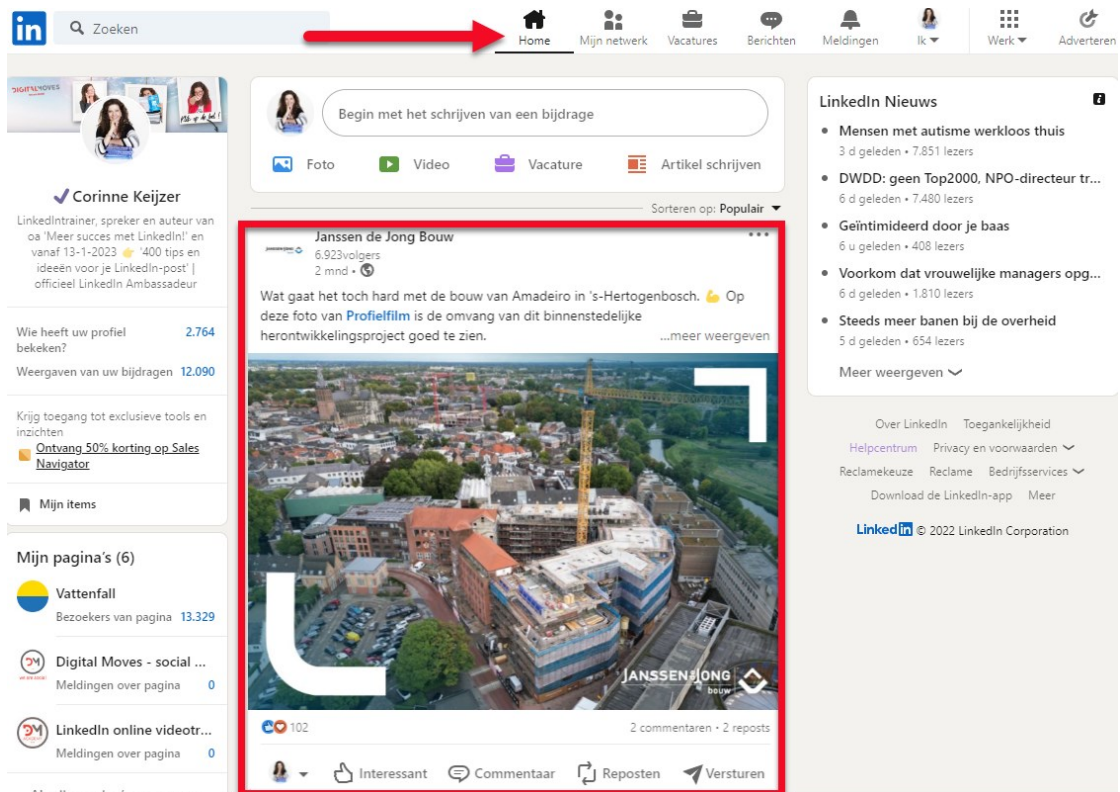 in
Zoeken
Home
Mijn netwerk
Vacatures
Berichten
Meldingen
Ik
Werk
Adverteren
DIGITAL MOVES
Corinne Keijzer
LinkedIntrainer, spreker en auteur van
oa 'Meer succes met LinkedIn!' en
vanaf 13-1-2023 👉 '400 tips en
ideeën voor je LinkedIn-post' |
officieel LinkedIn Ambassadeur
Wie heeft uw profiel 2.764
bekeken?
Weergaven van uw bijdragen 12.090
Krijg toegang tot exclusieve tools en
inzichten
Ontvang 50% korting op Sales
Navigator
Mijn items
Mijn pagina's (6)
Vattenfall
Bezoekers van pagina 13.329
Digital Moves - social ...
Meldingen over pagina 0
LinkedIn online videotr...
Meldingen over pagina 0
Begin met het schrijven van een bijdrage
Foto
Video
Vacature
Artikel schrijven
Sorteren op: Populair
Janssen de Jong Bouw
6.923volgers
2 mnd •
Wat gaat het toch hard met de bouw van Amadeiro in 's-Hertogenbosch. 💪 Op
deze foto van Profielfilm is de omvang van dit binnenstedelijke
herontwikkelingsproject goed te zien. ...meer weergeven
JANSSEN DE JONG
bouw
102
2 commentaren • 2 reposts
Interessant
Commentaar
Reposten
Versturen
LinkedIn Nieuws
• Mensen met autisme werkloos thuis
3 d geleden • 7.851 lezers
• DWDD: geen Top2000, NPO-directeur tr...
6 d geleden • 7.480 lezers
• Geïntimideerd door je baas
6 u geleden • 408 lezers
• Voorkom dat vrouwelijke managers opg...
6 d geleden • 1.810 lezers
• Steeds meer banen bij de overheid
5 d geleden • 654 lezers
Meer weergeven
Over LinkedIn Toegankelijkheid
Helpcentrum Privacy en voorwaarden
Reclamekeuze Reclame Bedrijfsservices
Download de LinkedIn-app Meer
LinkedIn © 2022 LinkedIn Corporation